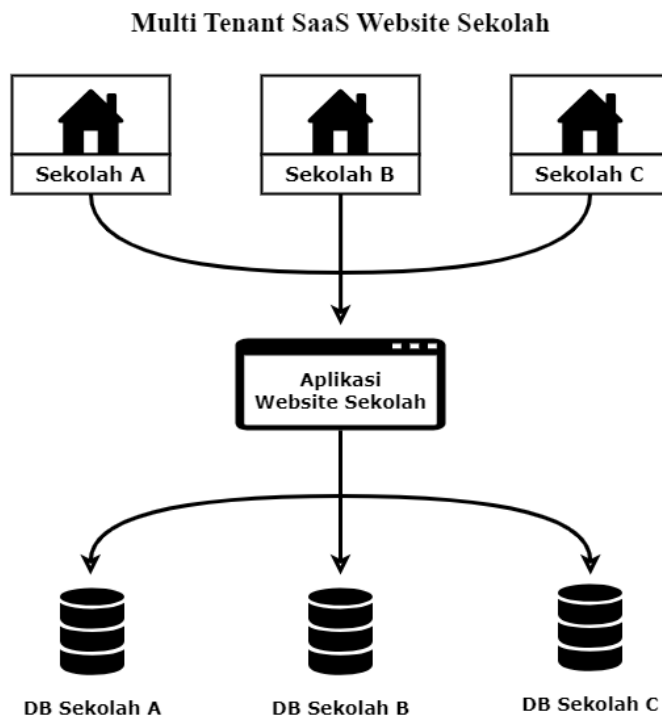 Multi Tenant SaaS Website Sekolah
Sekolah A
Sekolah B
Sekolah C
Aplikasi
Website Sekolah
DB Sekolah A
DB Sekolah B
DB Sekolah C